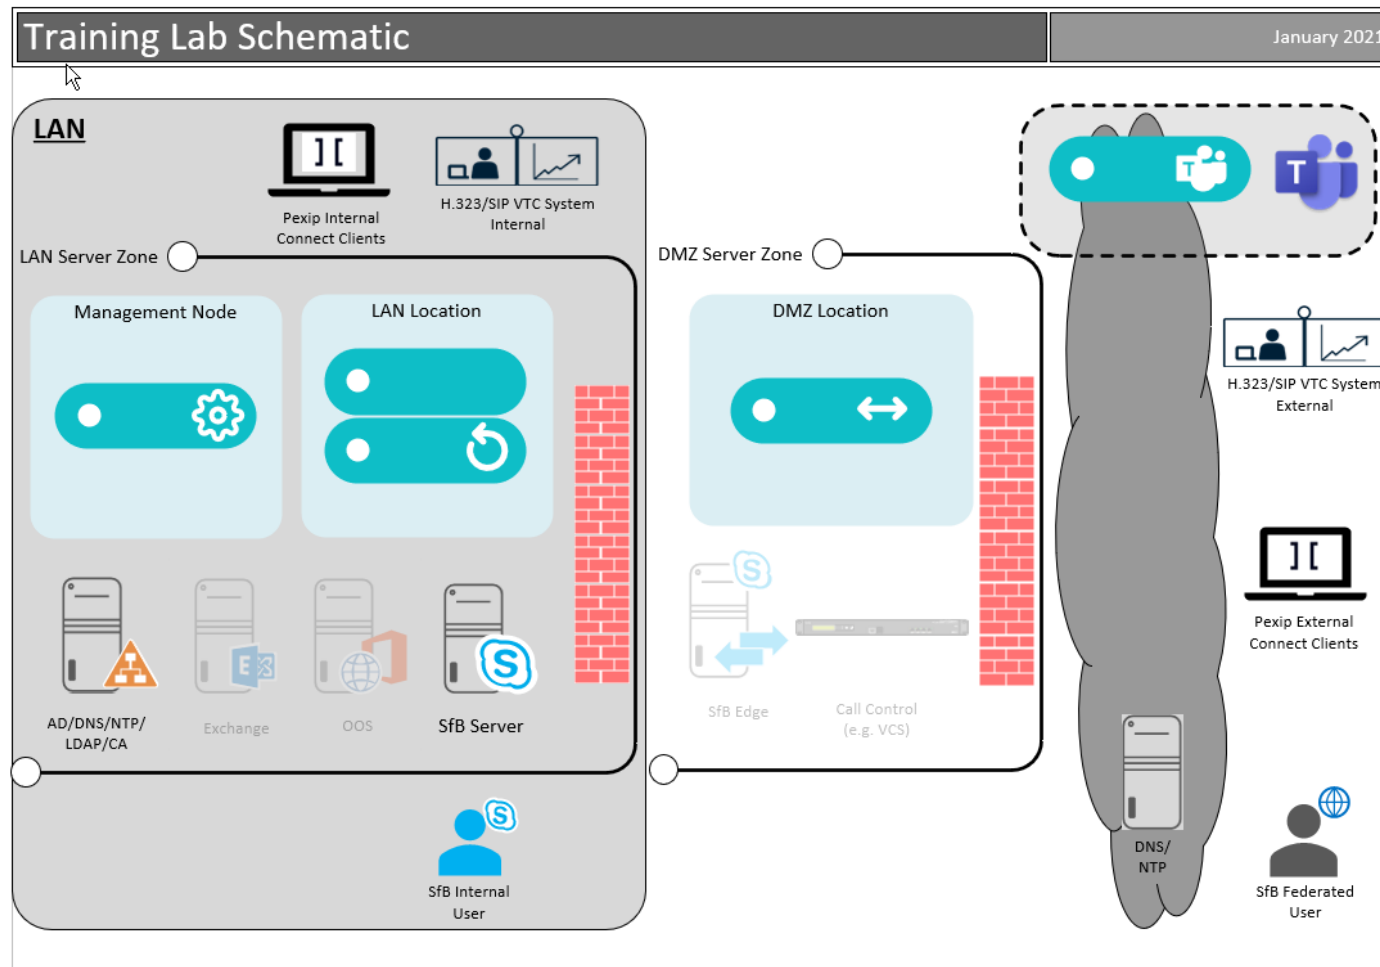 Training Lab Schematic
January 2021
LAN
Pexip Internal
Connect Clients
H.323/SIP VTC System
Internal
LAN Server Zone
DMZ Server Zone
Management Node
LAN Location
DMZ Location
T
T
H.323/SIP VTC System
External
Pexip External
Connect Clients
S
E
S
AD/DNS/NTP/
LDAP/CA
Exchange
OOS
SfB Server
SfB Edge
Call Control
(e.g. VCS)
S
SfB Internal
User
DNS/
NTP
SfB Federated
User